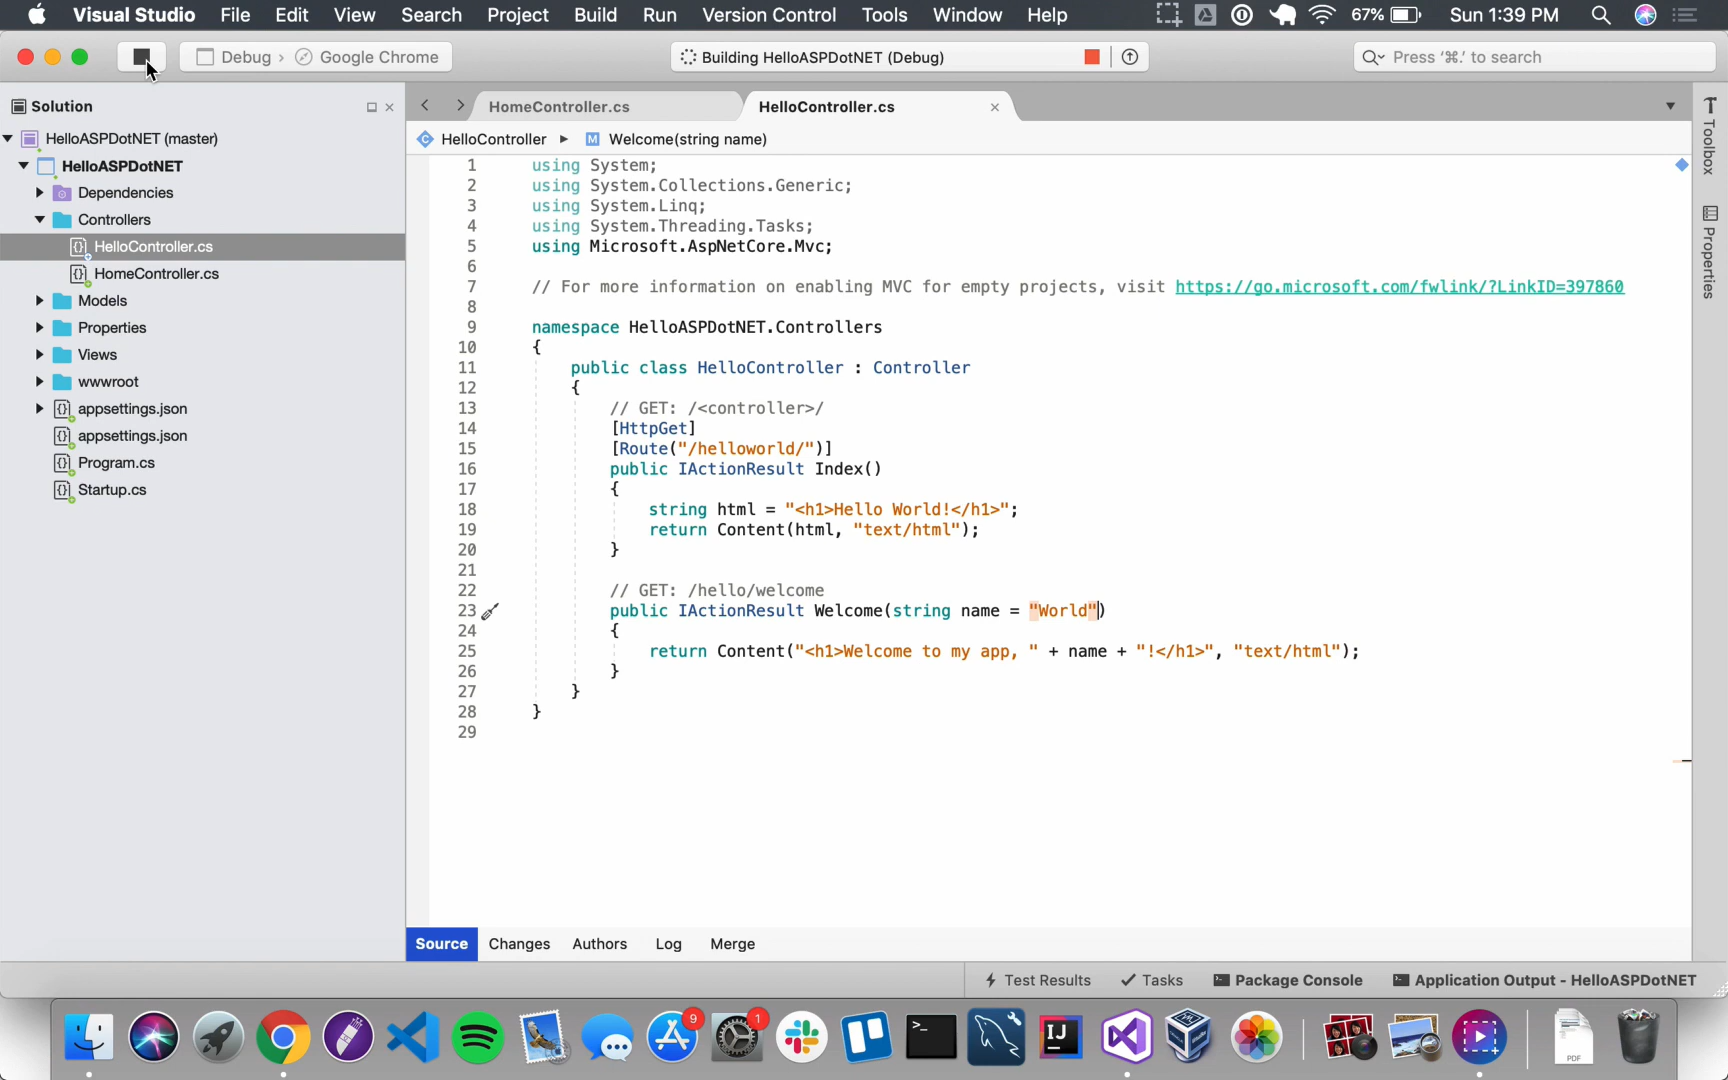 Visual Studio File Edit View Search Project Build Run Version Control Tools Window Help 67% Sun 1:39 PM
Debug › Google Chrome Building HelloASPDotNET (Debug) Press ‘⌘.’ to search
Solution HomeController.cs HelloController.cs
HelloController ▸ M Welcome(string name)
HelloASPDotNET (master)
HelloASPDotNET
Dependencies
Controllers
HelloController.cs
HomeController.cs
Models
Properties
Views
wwwroot
appsettings.json
appsettings.json
Program.cs
Startup.cs
1 using System;
2 using System.Collections.Generic;
3 using System.Linq;
4 using System.Threading.Tasks;
5 using Microsoft.AspNetCore.Mvc;
6
7 // For more information on enabling MVC for empty projects, visit https://go.microsoft.com/fwlink/?LinkID=397860
8
9 namespace HelloASPDotNET.Controllers
10 {
11 public class HelloController : Controller
12 {
13 // GET: /<controller>/
14 [HttpGet]
15 [Route("/helloworld/")]
16 public IActionResult Index()
17 {
18 string html = "<h1>Hello World!</h1>";
19 return Content(html, "text/html");
20 }
21
22 // GET: /hello/welcome
23 public IActionResult Welcome(string name = "World")
24 {
25 return Content("<h1>Welcome to my app, " + name + "!</h1>", "text/html");
26 }
27 }
28 }
29
Toolbox
Properties
Source Changes Authors Log Merge
Test Results Tasks Package Console Application Output - HelloASPDotNET
9 1
>_
IJ
PDF